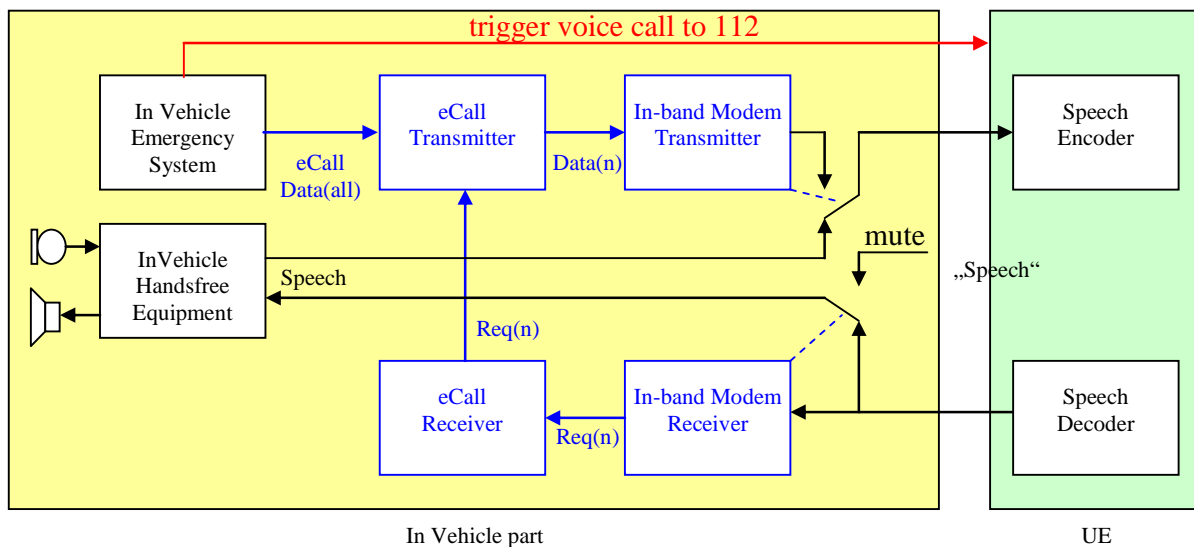 trigger voice call to 112
In Vehicle
Emergency
System
eCall
Data(all)
eCall
Transmitter
Data(n)
In-band Modem
Transmitter
Speech
Encoder
InVehicle
Handsfree
Equipment
Speech
mute
„Speech“
Req(n)
eCall
Receiver
Req(n)
In-band Modem
Receiver
Speech
Decoder
In Vehicle part
UE